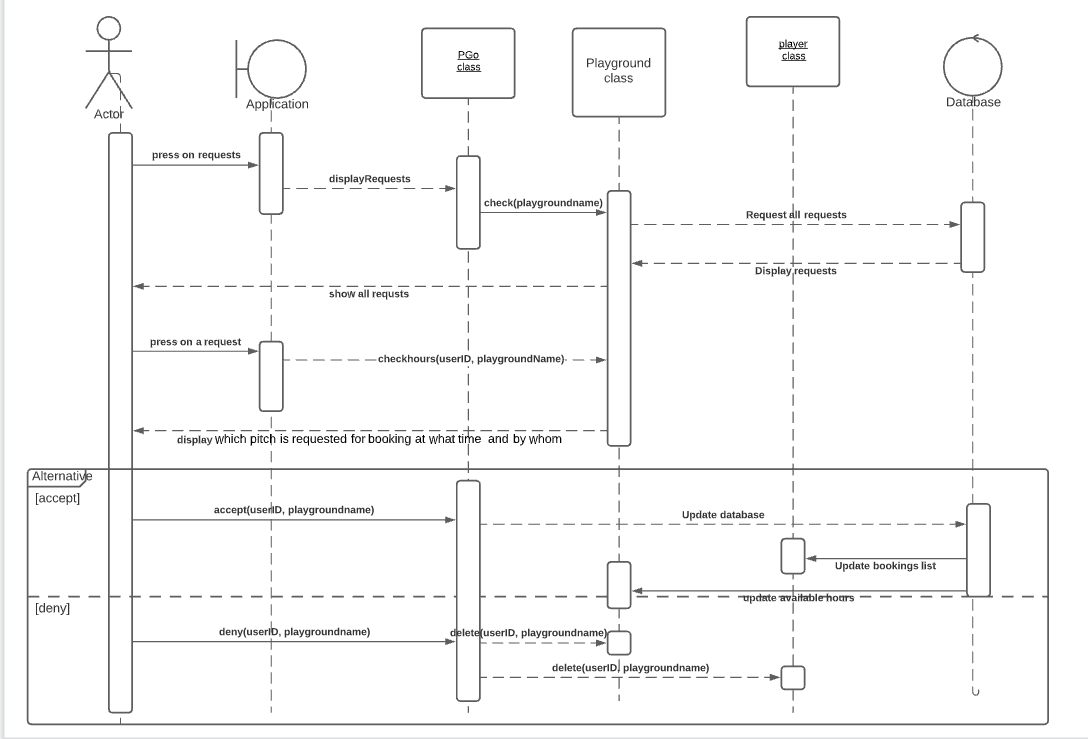 PGo
class
Playground
class
player
class
Actor
Application
Database
press on requests
displayRequests
check(playgroundname)
Request all requests
Display requests
show all requsts
press on a request
checkhours(userID, playgroundName)
display which pitch is requested for booking at what time and by whom
Alternative
[accept]
accept(userID, playgroundname)
Update database
Update bookings list
update available hours
[deny]
deny(userID, playgroundname)
delete(userID, playgroundname)
delete(userID, playgroundname)